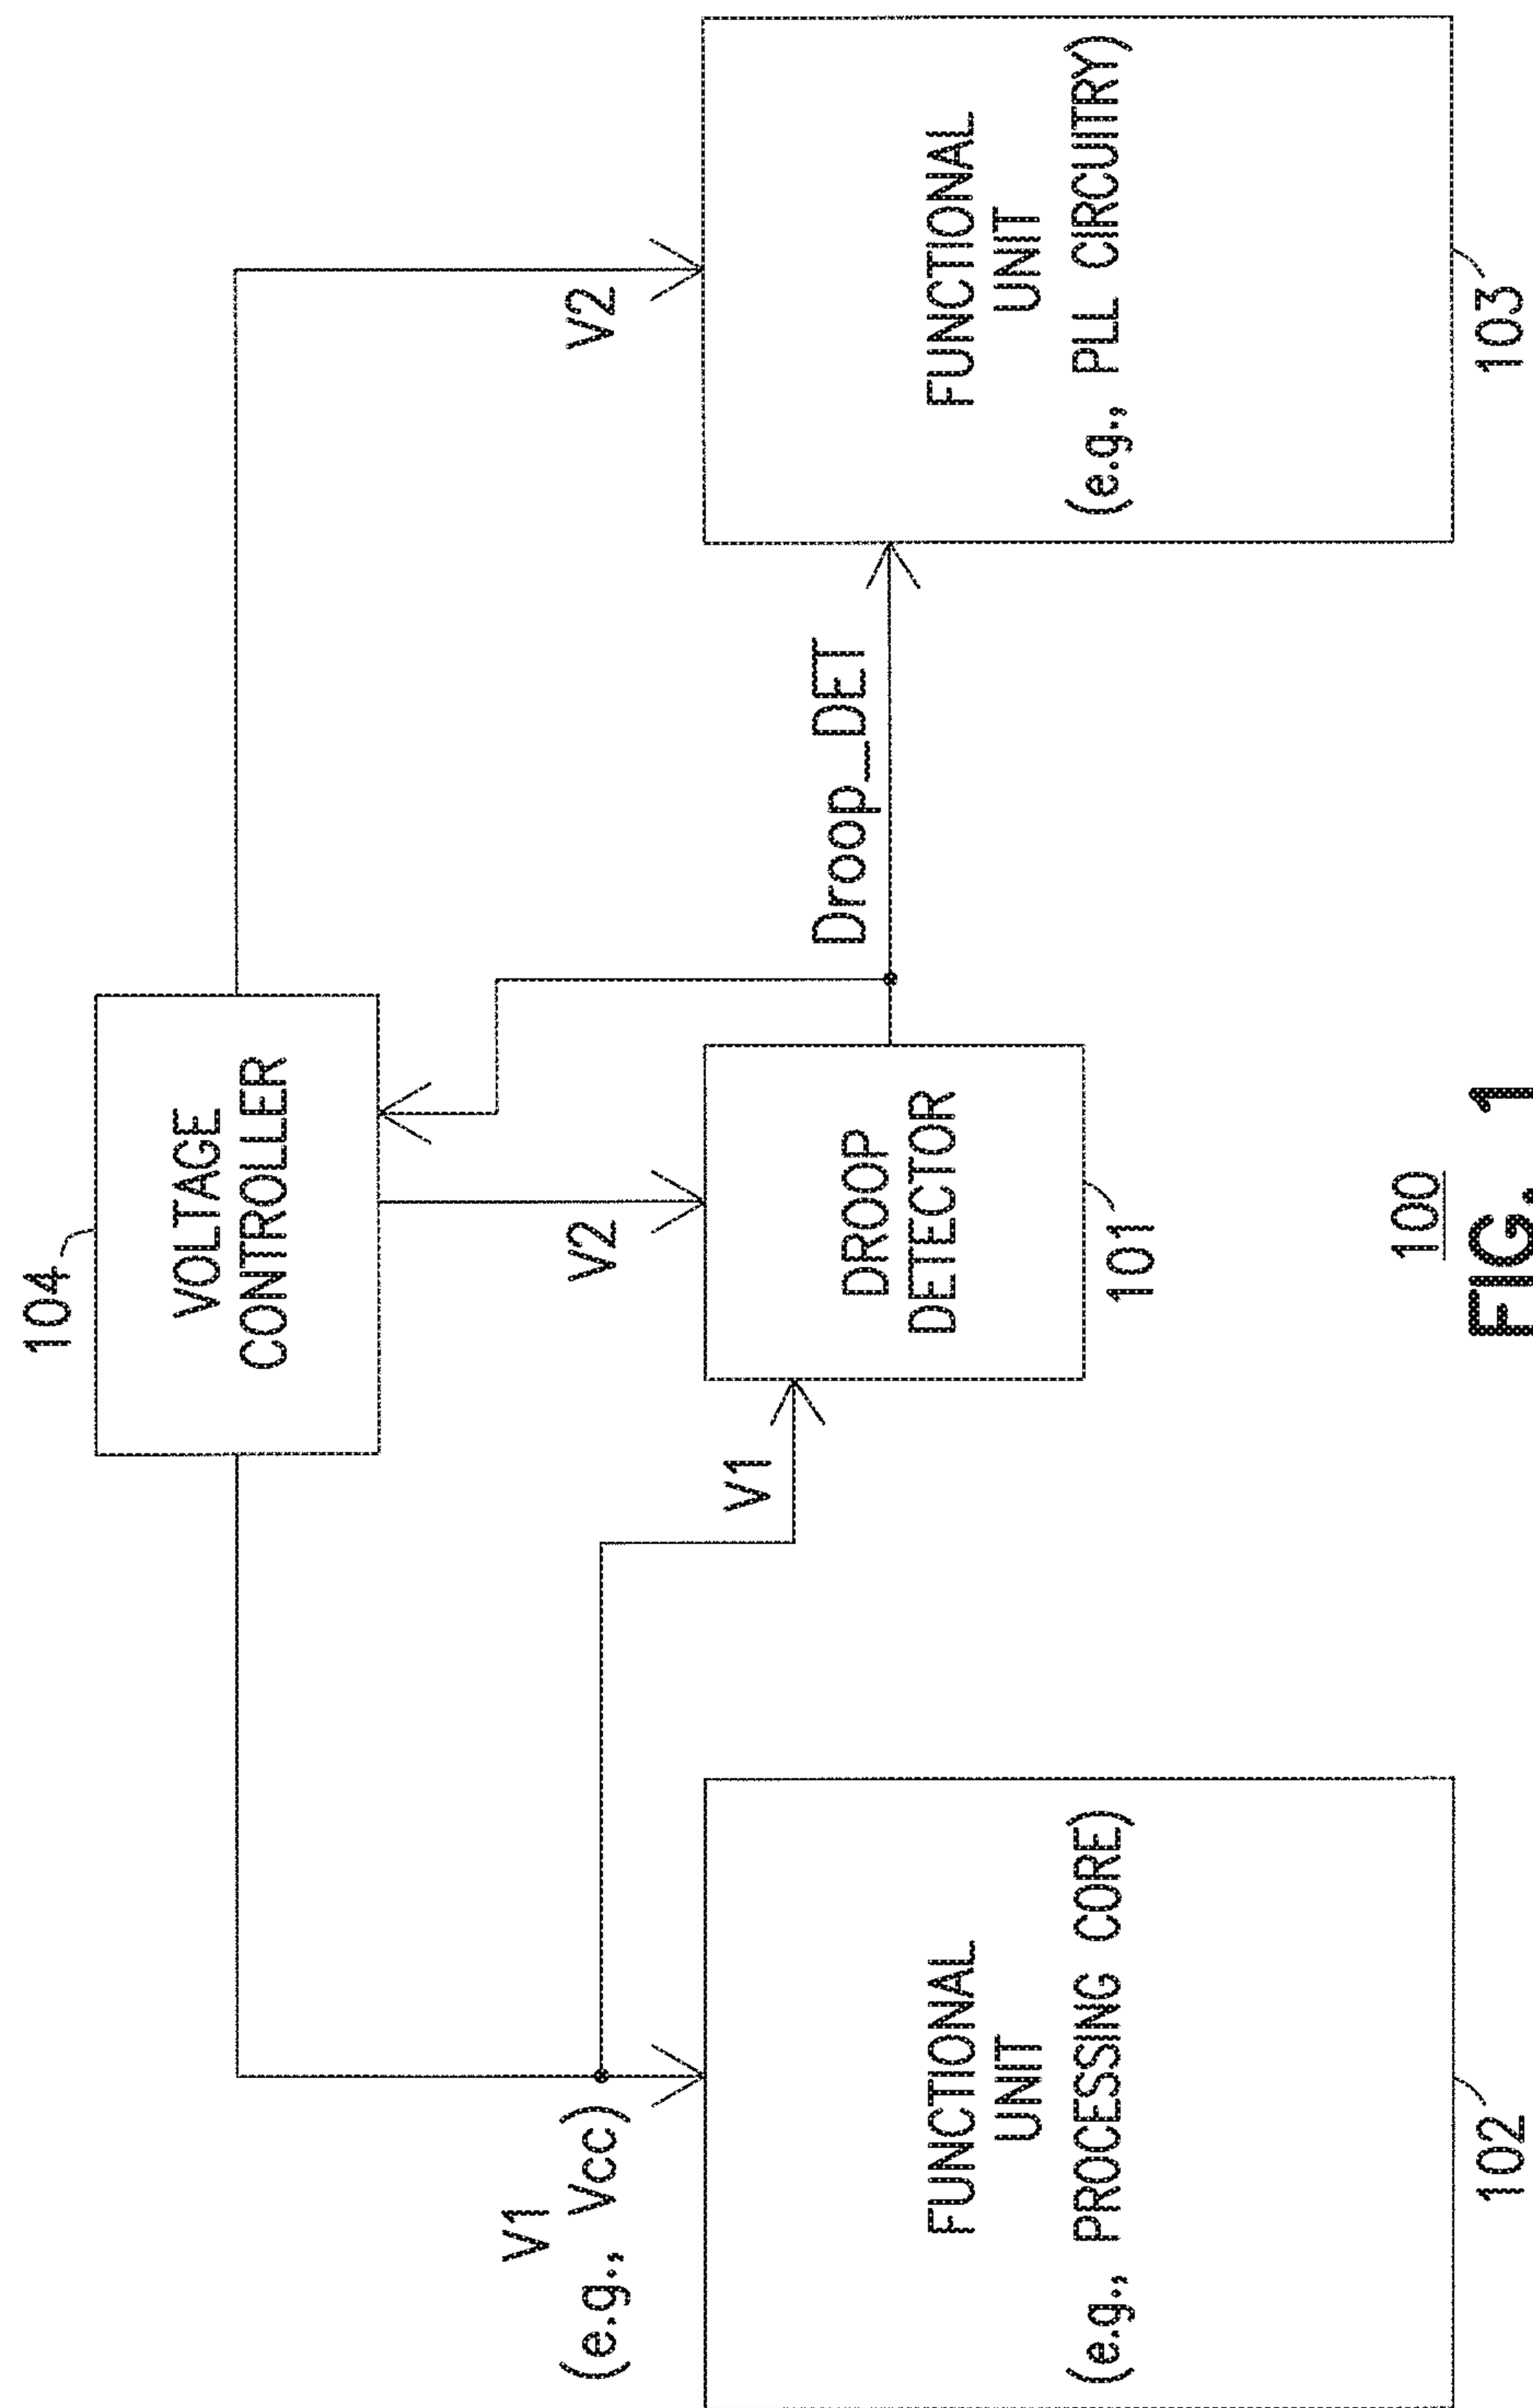 104
VOLTAGE
CONTROLLER
V1
(e.g., Vcc)
V2
V2
V1
Droop_DET
DROOP
DETECTOR
101
FUNCTIONAL
UNIT
(e.g., PROCESSING CORE)
102
FUNCTIONAL
UNIT
(e.g., PLL CIRCUITRY)
103
100
FIG. 1